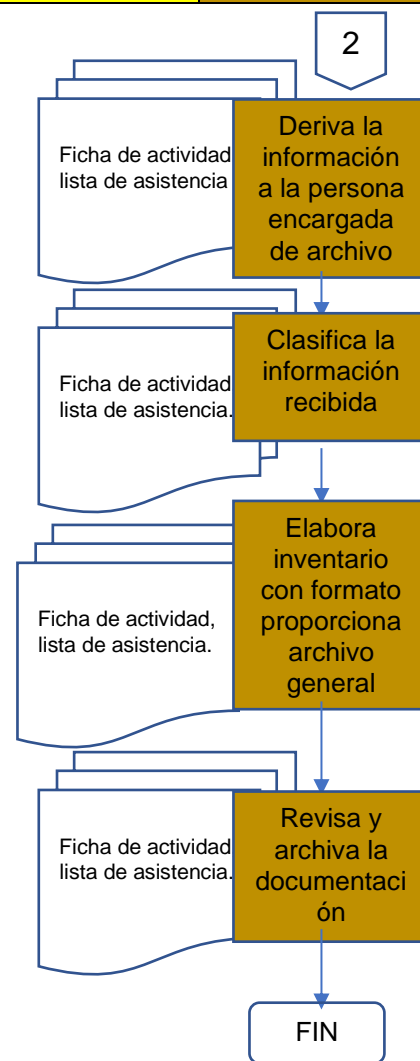 2
Ficha de actividad
lista de asistencia
Deriva la
información
a la persona
encargada
de archivo
Ficha de actividad
lista de asistencia.
Clasifica la
información
recibida
Ficha de actividad,
lista de asistencia.
Elabora
inventario
con formato
proporciona
archivo
general
Ficha de actividad
lista de asistencia.
Revisa y
archiva la
documentaci
ón
FIN